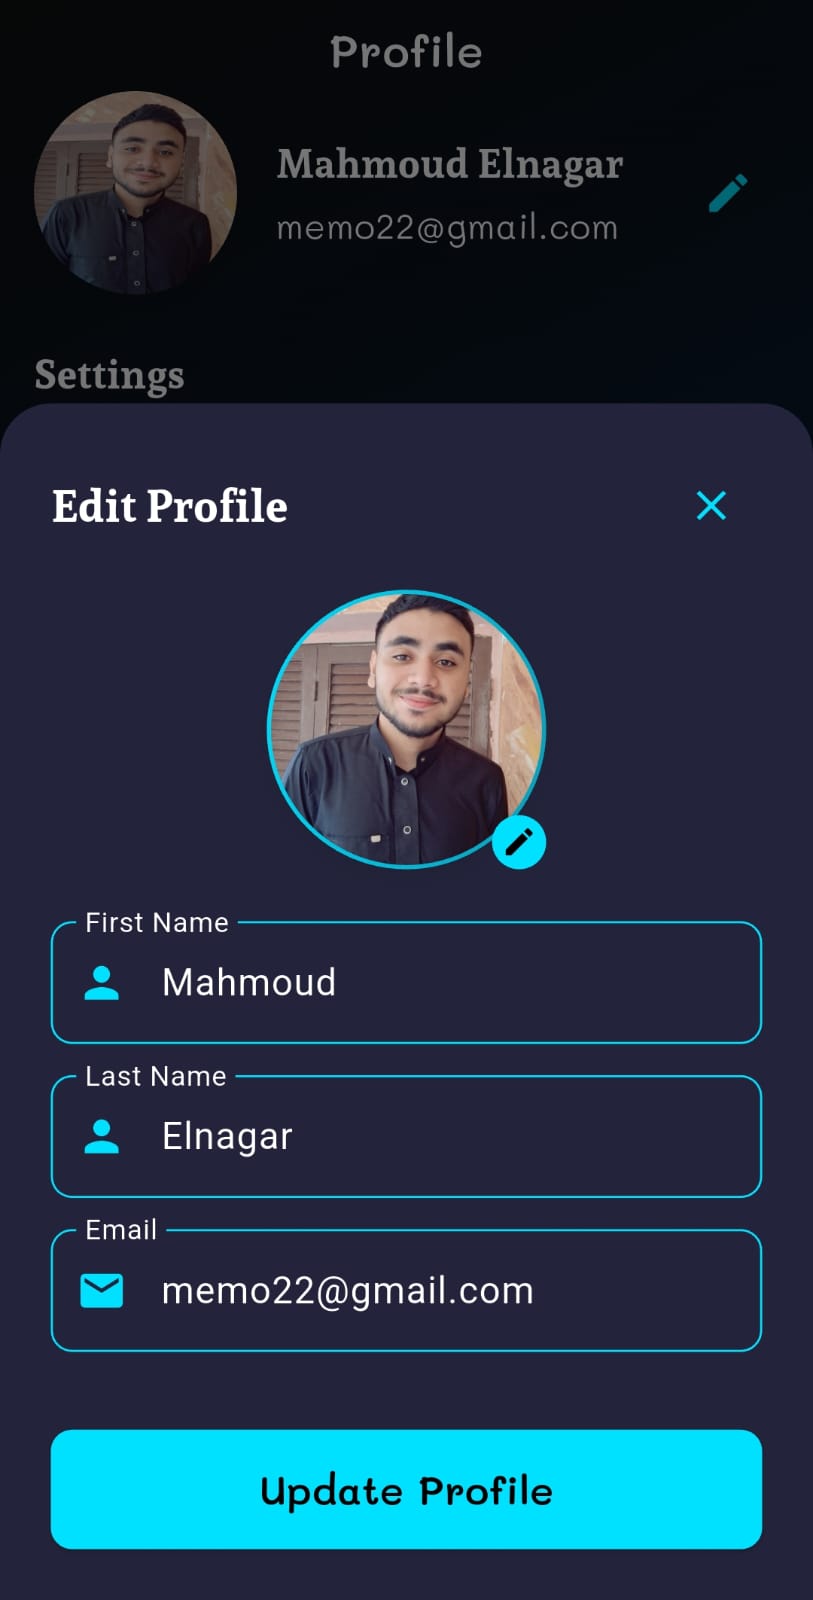 Profile
Mahmoud Elnagar
memo22@gmail.com
Settings
Edit Profile
First Name
Mahmoud
Last Name
Elnagar
Email
memo22@gmail.com
Update Profile